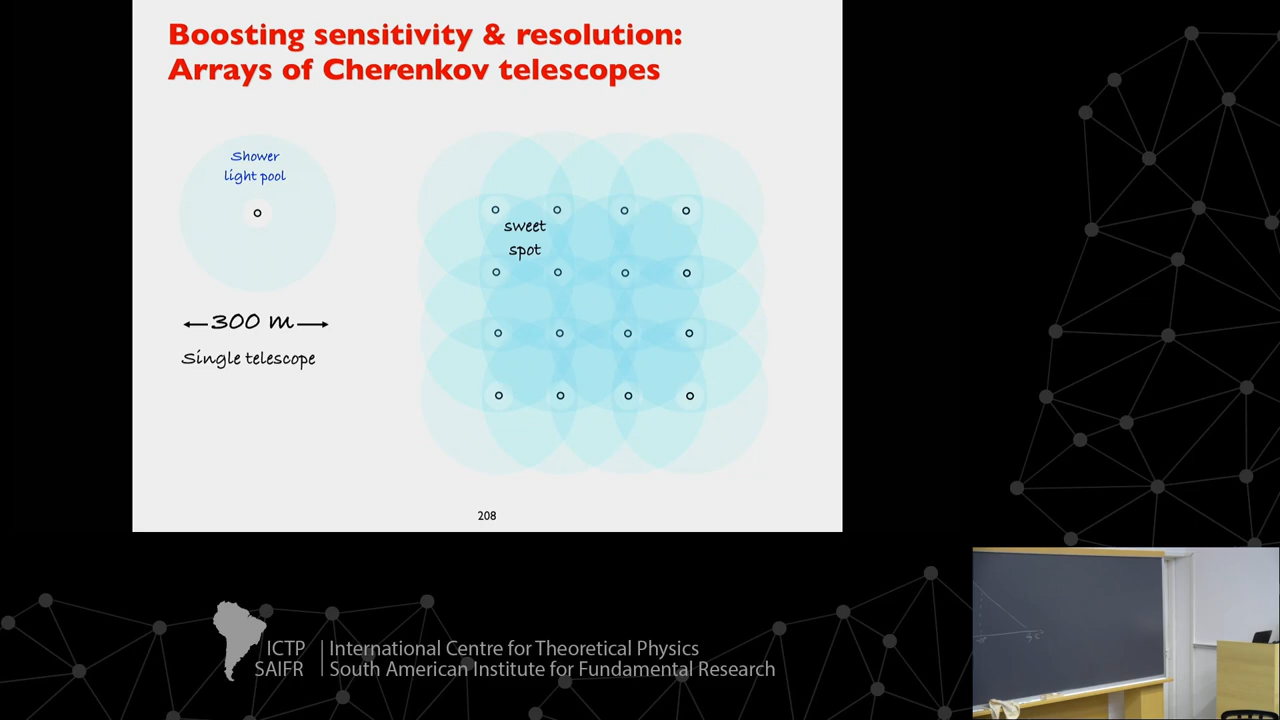 Boosting sensitivity & resolution:
Arrays of Cherenkov telescopes
Shower
light pool
300 m
Single telescope
sweet
spot
208
ICTP
SAIFR
International Centre for Theoretical Physics
South American Institute for Fundamental Research